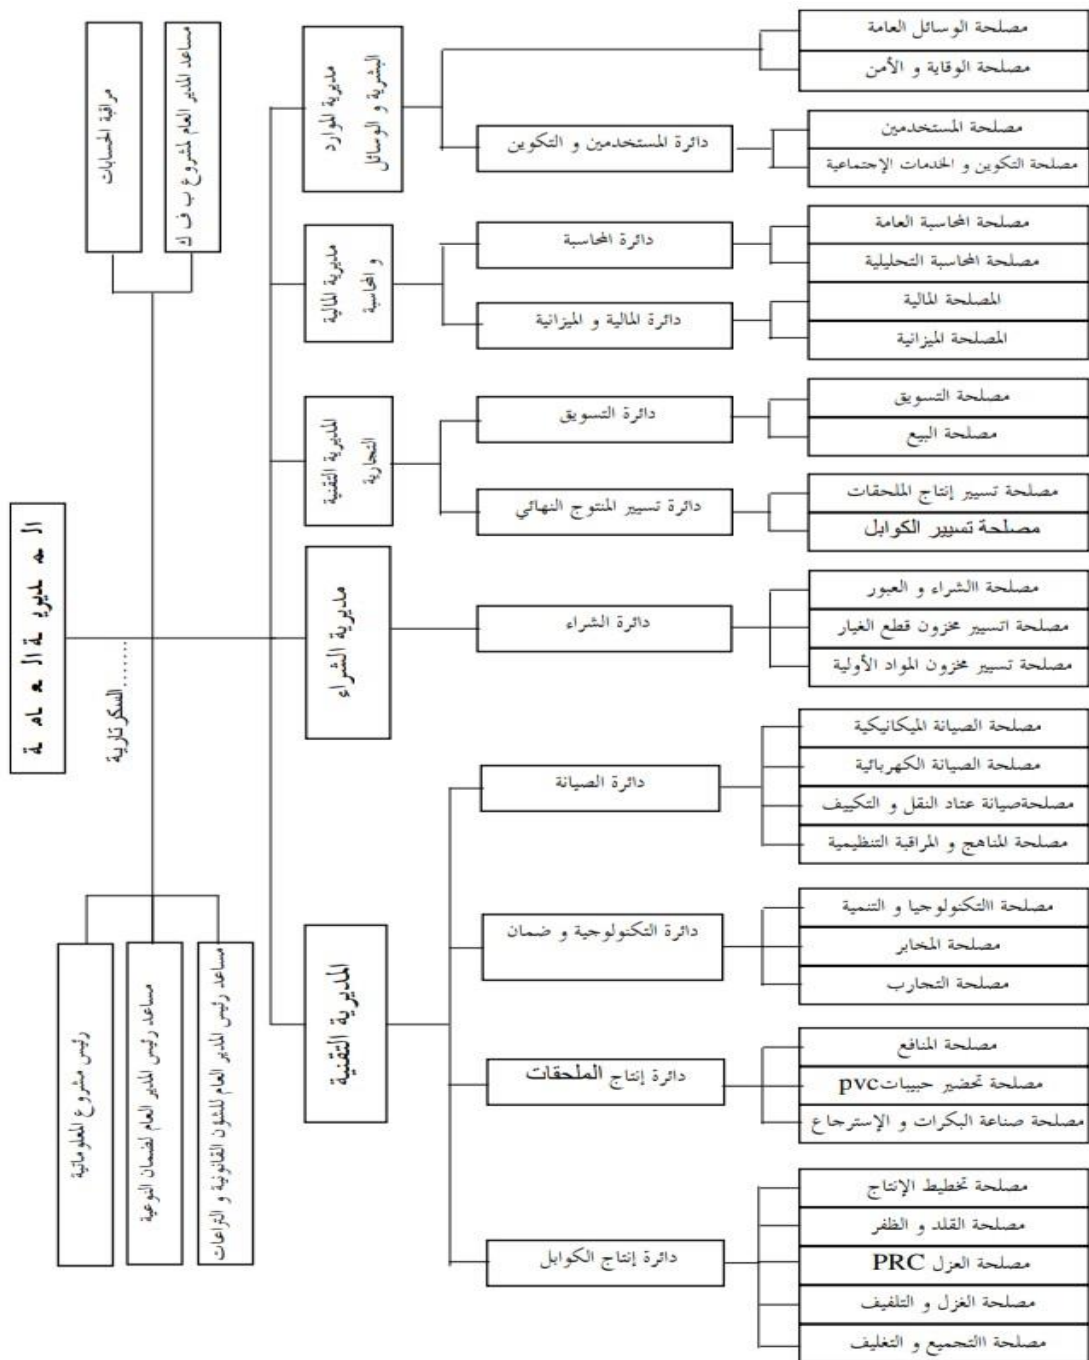 المديرية العامة
السكرتارية........
مراقبة الحسابات
مساعد المدير العام لمشروع ب ف ك
رئيس مشروع المعلوماتية
مساعد رئيس المدير العام لضمان النوعية
مساعد رئيس المدير العام للشؤن القانونية و التراعات
مديرية الموارد
البشرية و الوسائل
مصلحة الوسائل العامة
مصلحة الوقاية و الأمن
دائرة المستخدمين و التكوين
مصلحة المستخدمين
مصلحة التكوين و الخدمات الإجتماعية
مديرية المالية
و المحاسبة
دائرة المحاسبة
مصلحة المحاسبة العامة
مصلحة المحاسبة التحليلية
دائرة المالية و الميزانية
المصلحة المالية
المصلحة الميزانية
المديرية التقنية
التجارية
دائرة التسويق
مصلحة التسويق
مصلحة البيع
دائرة تسيير المنتوج النهائي
مصلحة تسيير إنتاج الملحقات
مصلحة تسيير الكوابل
مديرية الشراء
دائرة الشراء
مصلحة االشراء و العبور
مصلحة اتسيير مخزون قطع الغيار
مصلحة تسيير مخزون المواد الأولية
المديرية التقنية
دائرة الصيانة
مصلحة الصيانة الميكانيكية
مصلحة الصيانة الكهربائية
مصلحةصيانة عتاد النقل و التكييف
مصلحة المناهج و المراقبة التنظيمية
دائرة التكنولوجية و ضمان
مصلحة االتكنولوجيا و التنمية
مصلحة المخابر
مصلحة التجارب
دائرة إنتاج الملحقات
مصلحة المنافع
مصلحة تحضير حبيباتpvc
مصلحة صناعة البكرات و الإسترجاع
دائرة إنتاج الكوابل
مصلحة تخطيط الإنتاج
مصلحة القلد و الظفر
مصلحة العزل PRC
مصلحة الغزل و التلفيف
مصلحة االتجميع و التغليف